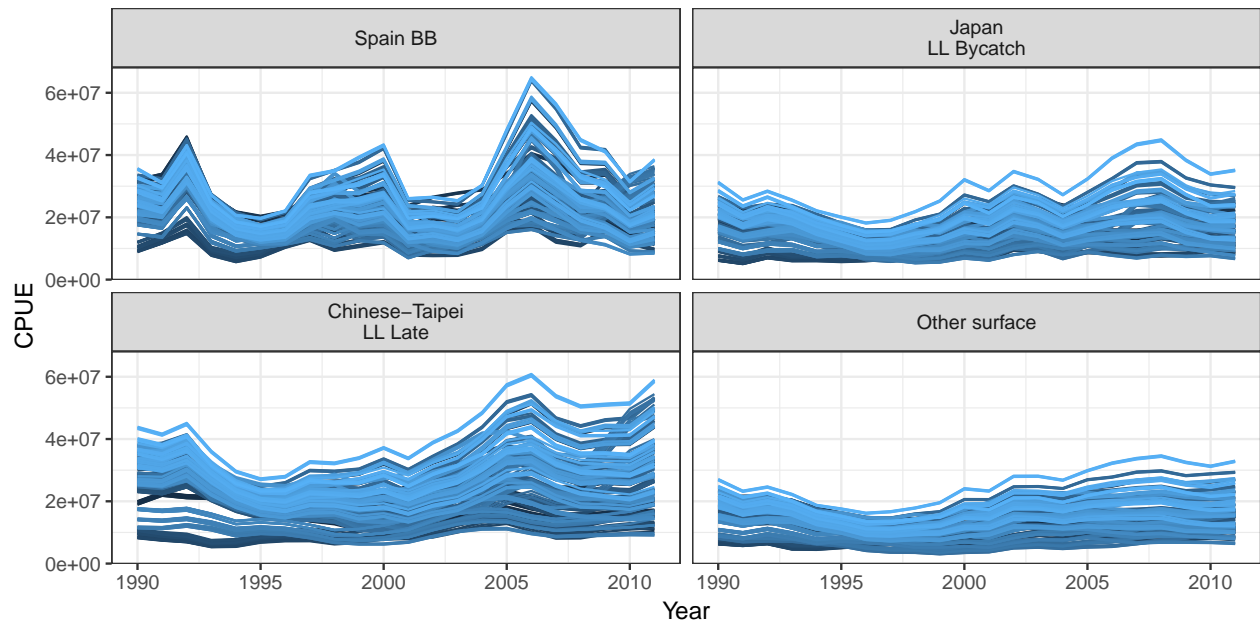 Spain BB
Japan
LL Bycatch
6e+07
4e+07
2e+07
0e+00
Chinese−Taipei
LL Late
Other surface
6e+07
4e+07
2e+07
0e+00
CPUE
1990 1995 2000 2005 2010 1990 1995 2000 2005 2010
Year